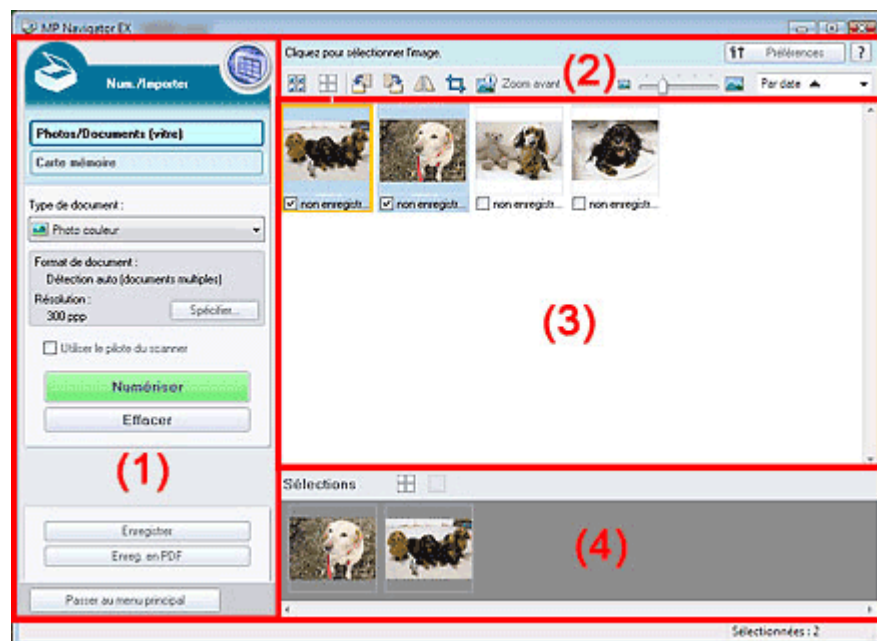 MP Navigator EX
Num./Importer
Photos/Documents (vitre)
Carte mémoire
Type de document :
Photo couleur
Format de document :
Détection auto (documents multiples)
Résolution :
300 ppp
Spécifier...
Utiliser le pilote du scanner
Numériser
Effacer
(1)
Enregistrer
Enreg. en PDF
Passer au menu principal
Cliquez pour sélectionner l'image.
Préférences
?
Zoom avant
(2)
Par date
non enregistr...
non enregistr...
non enregistr...
non enregistr...
(3)
Sélections
(4)
Sélectionnées : 2